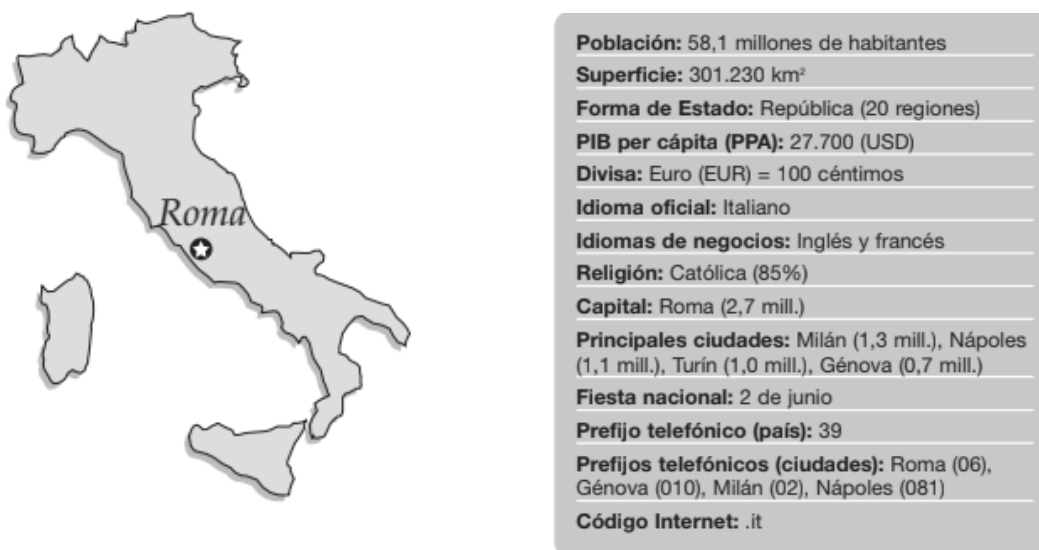 Roma
Población: 58,1 millones de habitantes
Superficie: 301.230 km²
Forma de Estado: República (20 regiones)
PIB per cápita (PPA): 27.700 (USD)
Divisa: Euro (EUR) = 100 céntimos
Idioma oficial: Italiano
Idiomas de negocios: Inglés y francés
Religión: Católica (85%)
Capital: Roma (2,7 mill.)
Principales ciudades: Milán (1,3 mill.), Nápoles
(1,1 mill.), Turín (1,0 mill.), Génova (0,7 mill.)
Fiesta nacional: 2 de junio
Prefijo telefónico (país): 39
Prefijos telefónicos (ciudades): Roma (06),
Génova (010), Milán (02), Nápoles (081)
Código Internet: .it